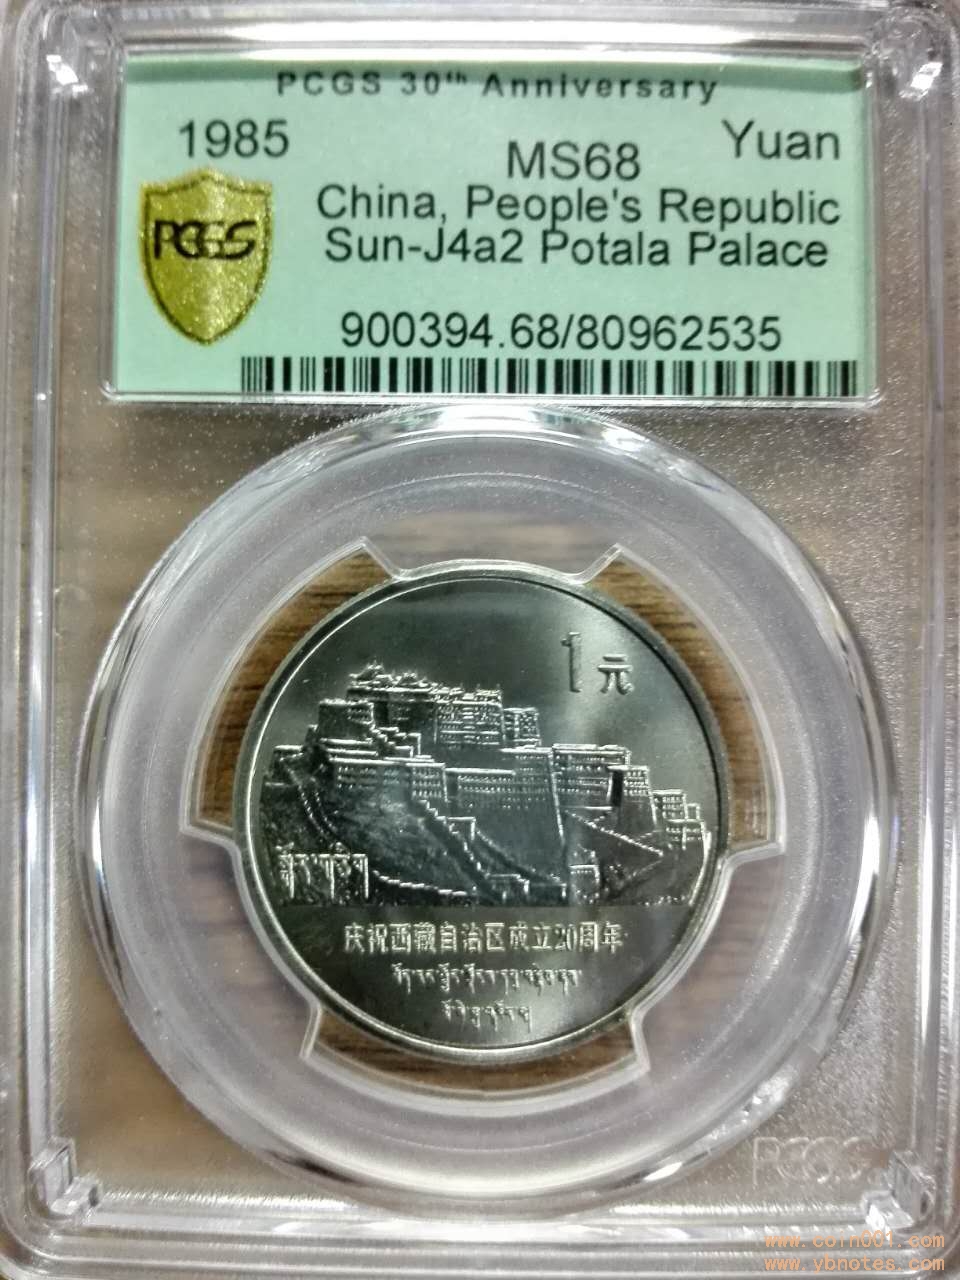 PCGS 30th Anniversary
1985 Yuan
MS68
China, People's Republic
PCGS
Sun-J4a2 Potala Palace
900394.68/80962535
1元
庆祝西藏自治区成立20周年
PCGS
www.coin001.com
www.ybnotes.com